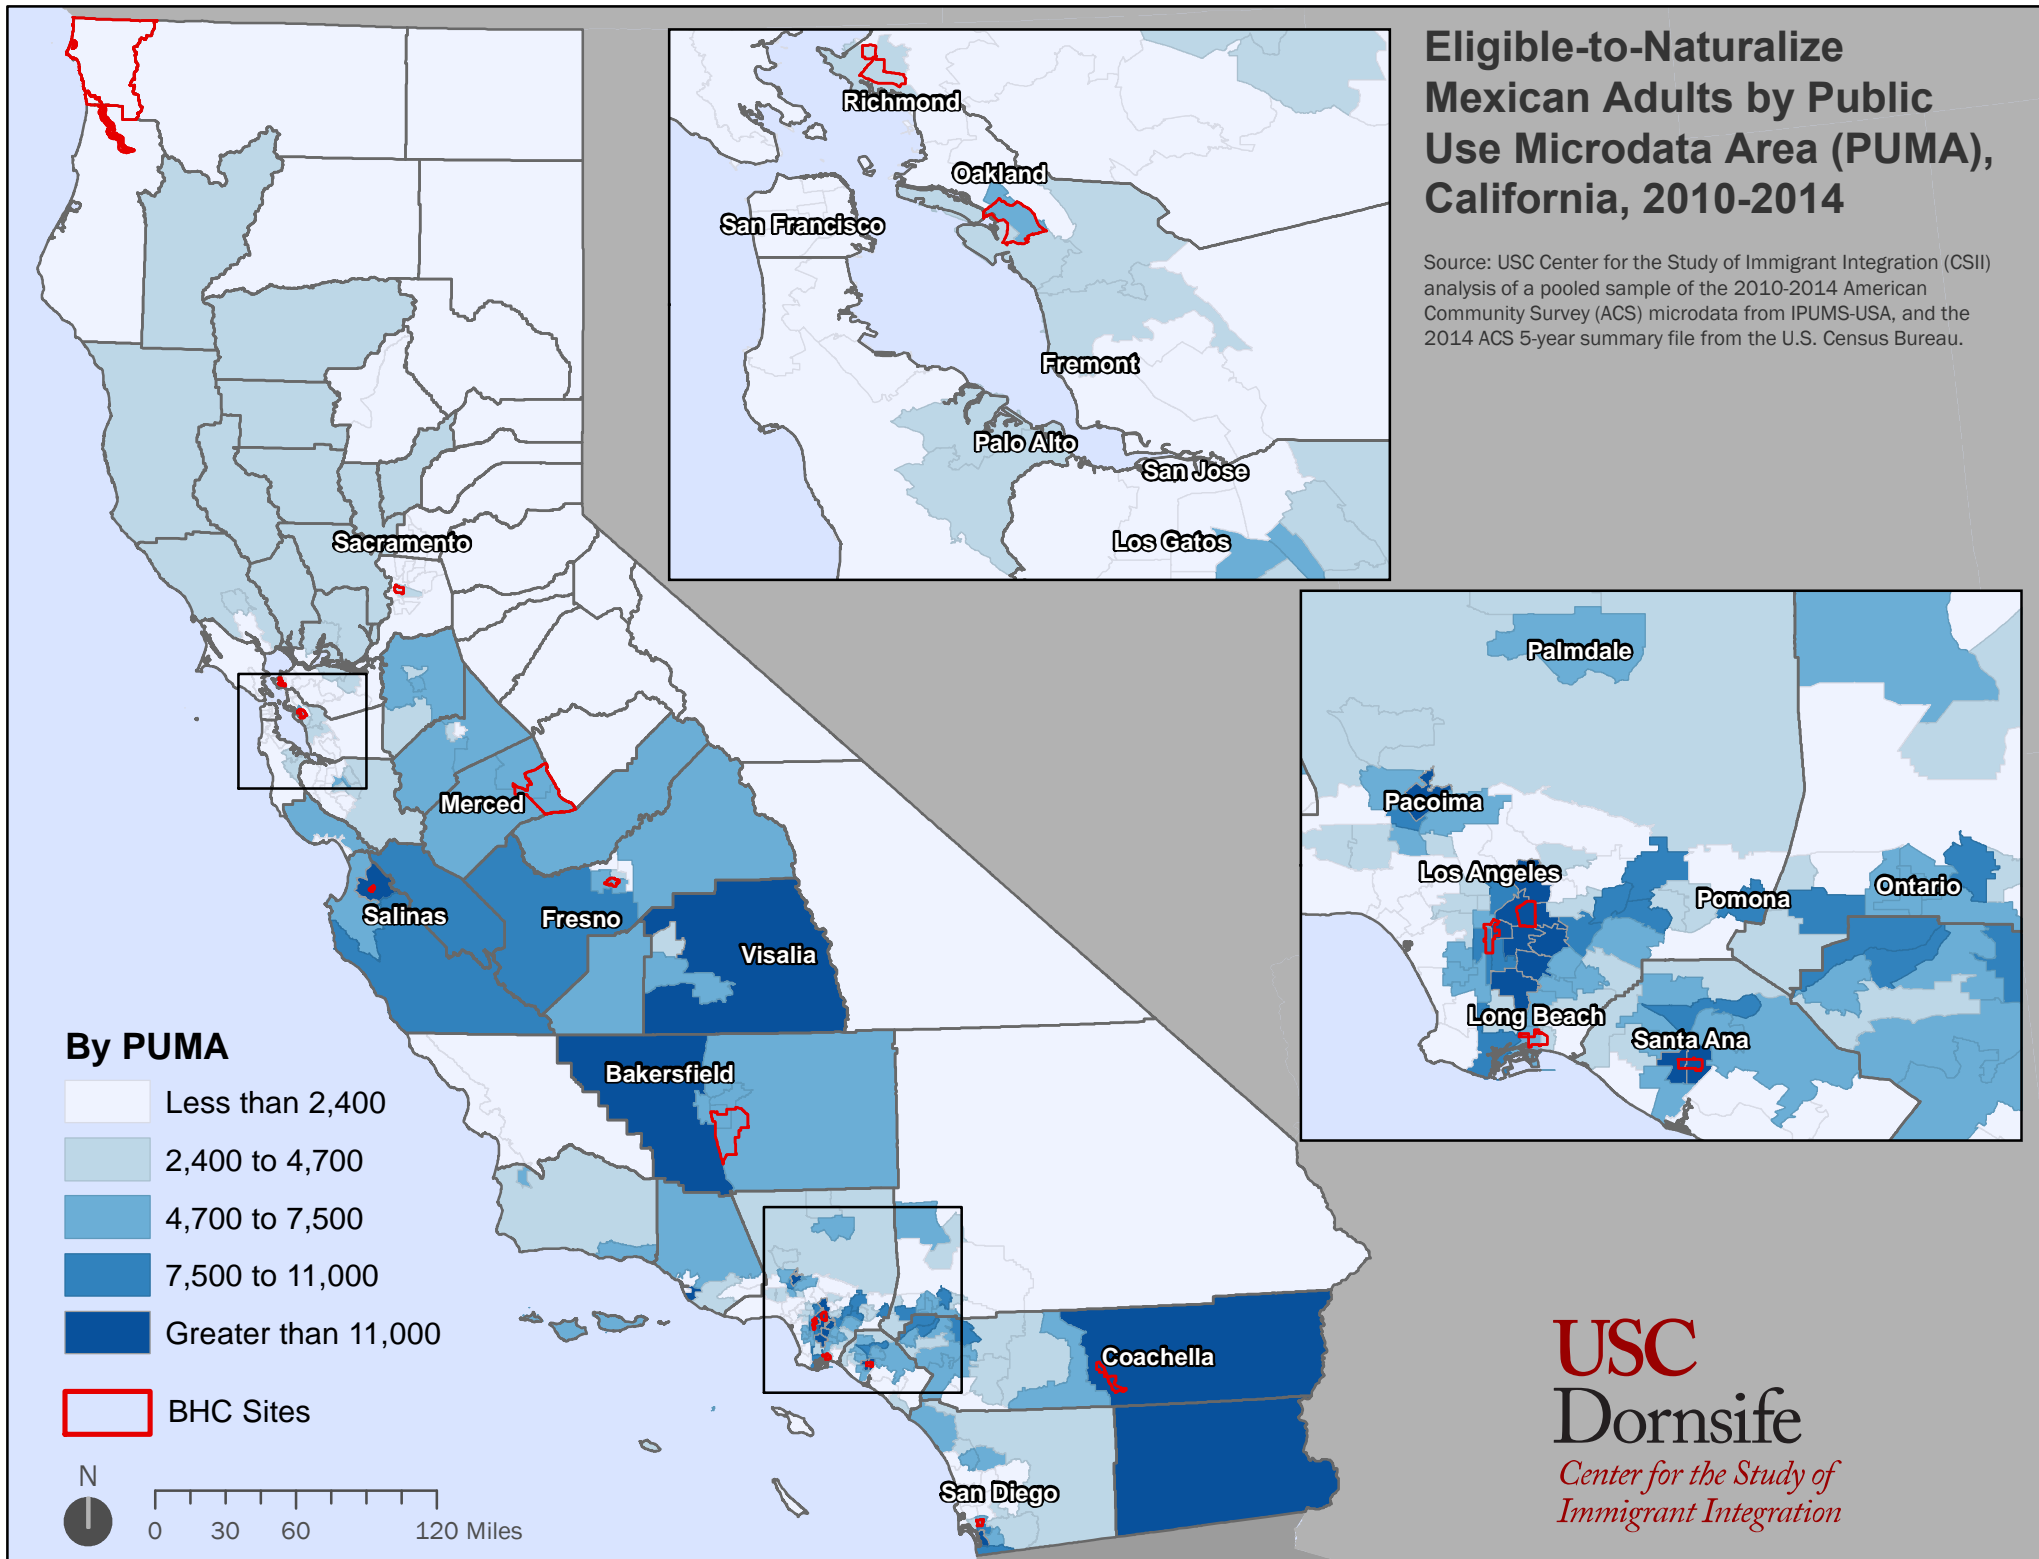 Eligible-to-Naturalize
Mexican Adults by Public
Use Microdata Area (PUMA),
California, 2010-2014
Source: USC Center for the Study of Immigrant Integration (CSII)
analysis of a pooled sample of the 2010-2014 American
Community Survey (ACS) microdata from IPUMS-USA, and the
2014 ACS 5-year summary file from the U.S. Census Bureau.
Richmond
Oakland
San Francisco
Fremont
Palo Alto
San Jose
Los Gatos
Sacramento
Merced
Salinas
Fresno
Visalia
Bakersfield
Coachella
San Diego
Palmdale
Pacoima
Los Angeles
Pomona
Ontario
Long Beach
Santa Ana
By PUMA
Less than 2,400
2,400 to 4,700
4,700 to 7,500
7,500 to 11,000
Greater than 11,000
BHC Sites
N
0 30 60 120 Miles
USC
Dornsife
Center for the Study of
Immigrant Integration